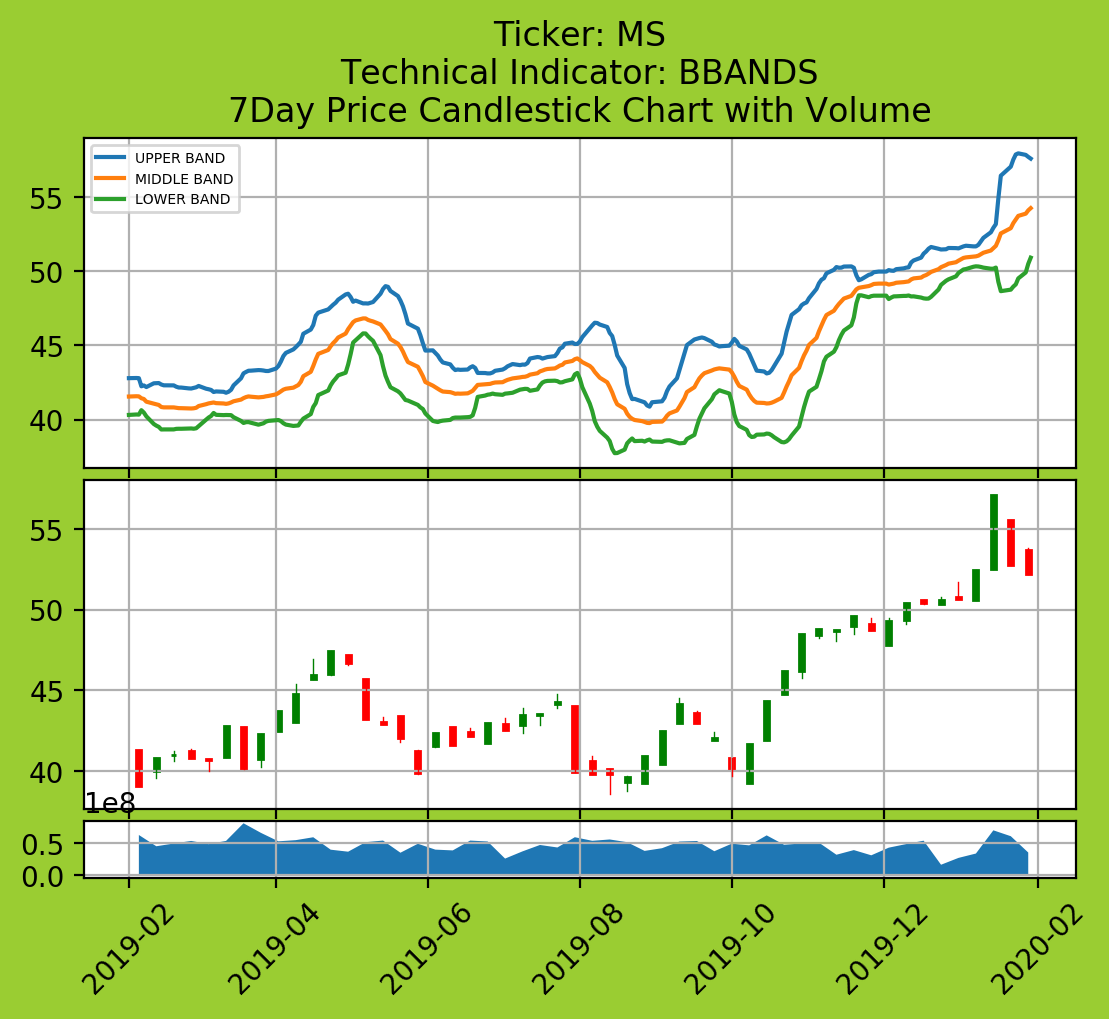 Ticker: MS
Technical Indicator: BBANDS
7Day Price Candlestick Chart with Volume
UPPER BAND
MIDDLE BAND
LOWER BAND
55
50
45
40
55
50
45
40
1e8
0.5
0.0
2019-02
2019-04
2019-06
2019-08
2019-10
2019-12
2020-02